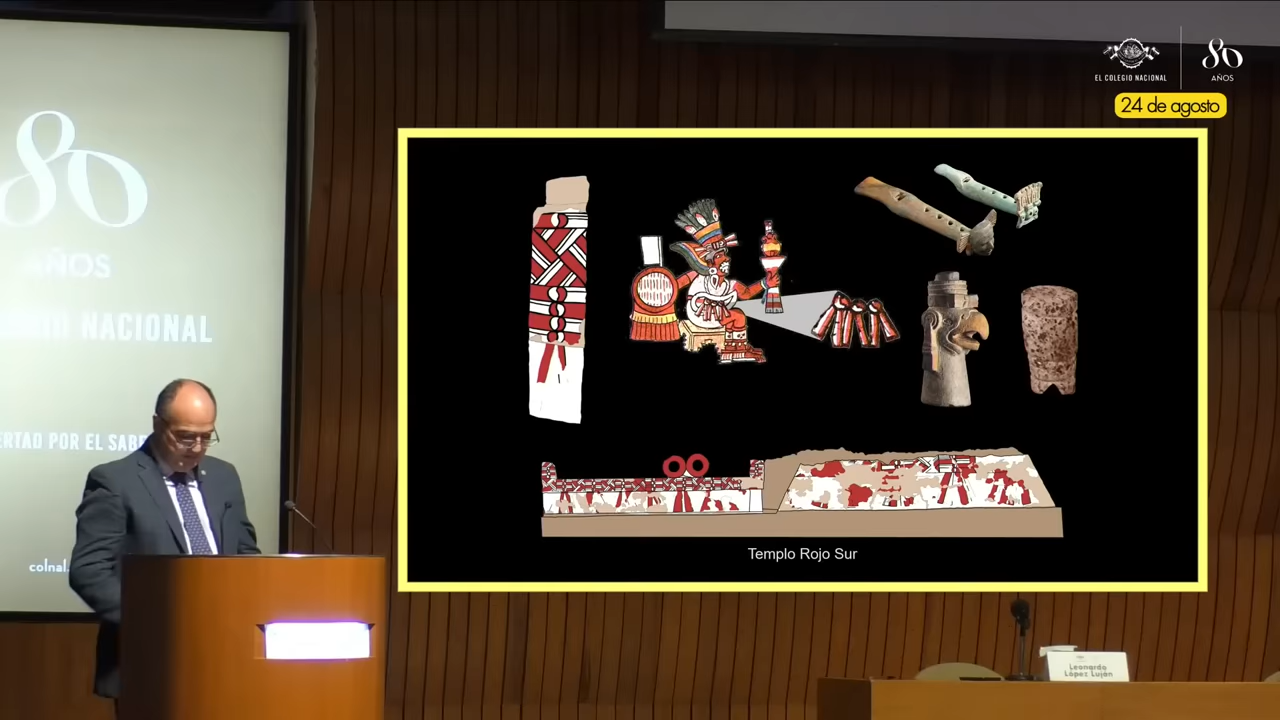 80
AÑOS
NACIONAL
ERTAD POR EL SABE
colnal.
EL COLEGIO NACIONAL
80
AÑOS
24 de agosto
Templo Rojo Sur
Leonardo
López Luján